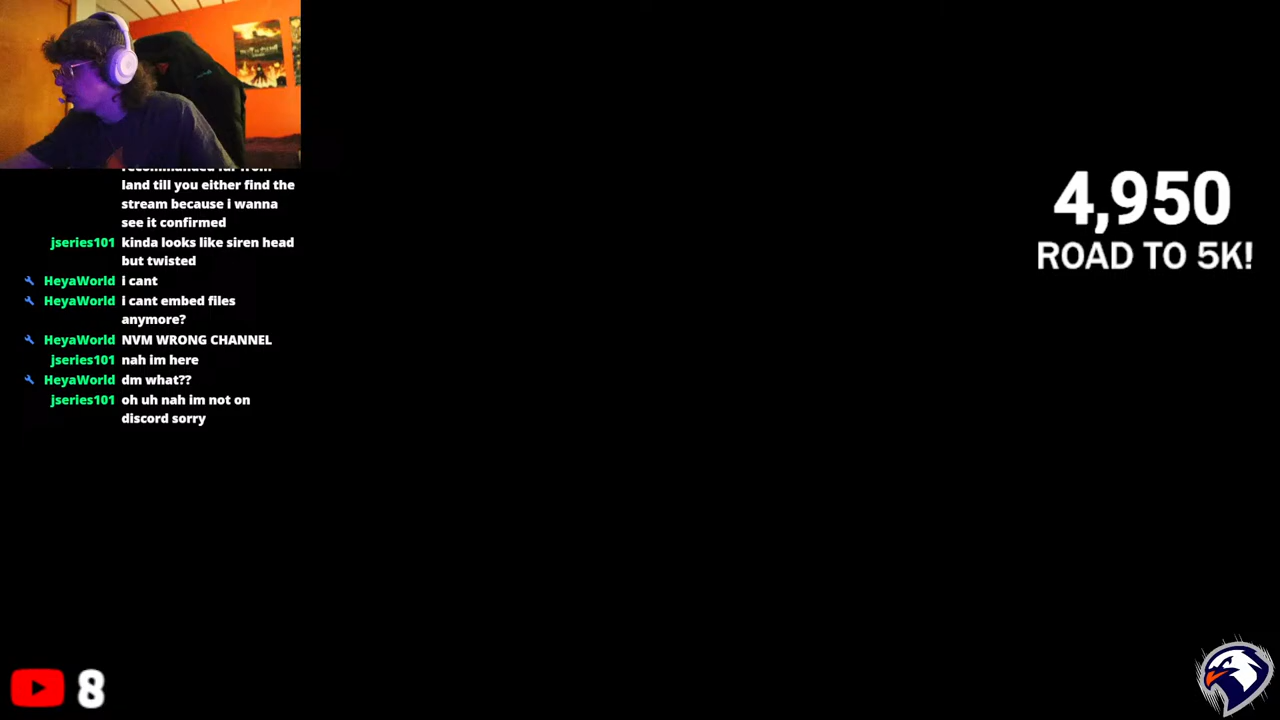 4,950
ROAD TO 5K!
land till you either find the
stream because i wanna
see it confirmed
jseries101 kinda looks like siren head
but twisted
HeyaWorld i cant
HeyaWorld i cant embed files
anymore?
HeyaWorld NVM WRONG CHANNEL
jseries101 nah im here
HeyaWorld dm what??
jseries101 oh uh nah im not on
discord sorry
8